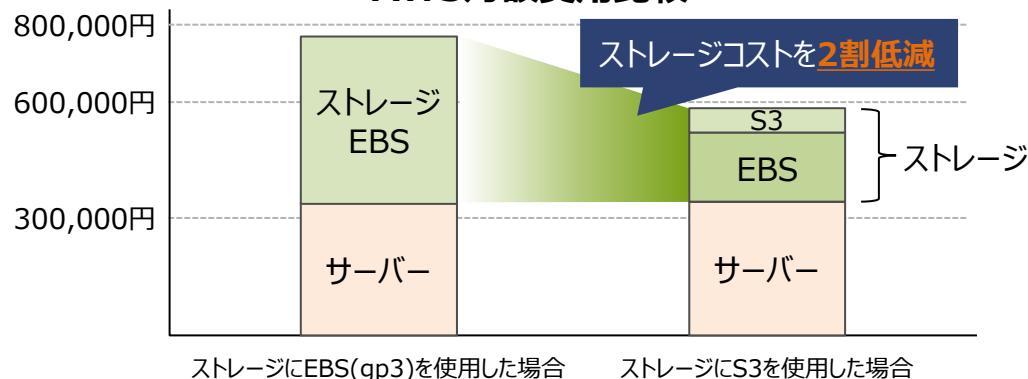 800,000円
ストレージコストを2割低減
600,000円
ストレージ
EBS
S3
EBS
ストレージ
300,000円
サーバー
サーバー
ストレージにEBS(gp3)を使用した場合
ストレージにS3を使用した場合